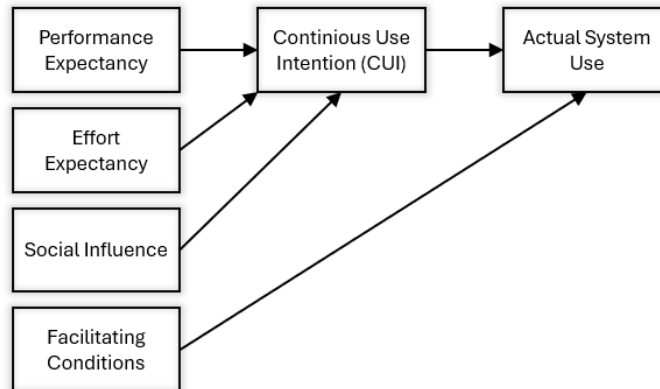 Performance
Expectancy
Continious Use
Intention (CUI)
Actual System
Use
Effort
Expectancy
Social Influence
Facilitating
Conditions